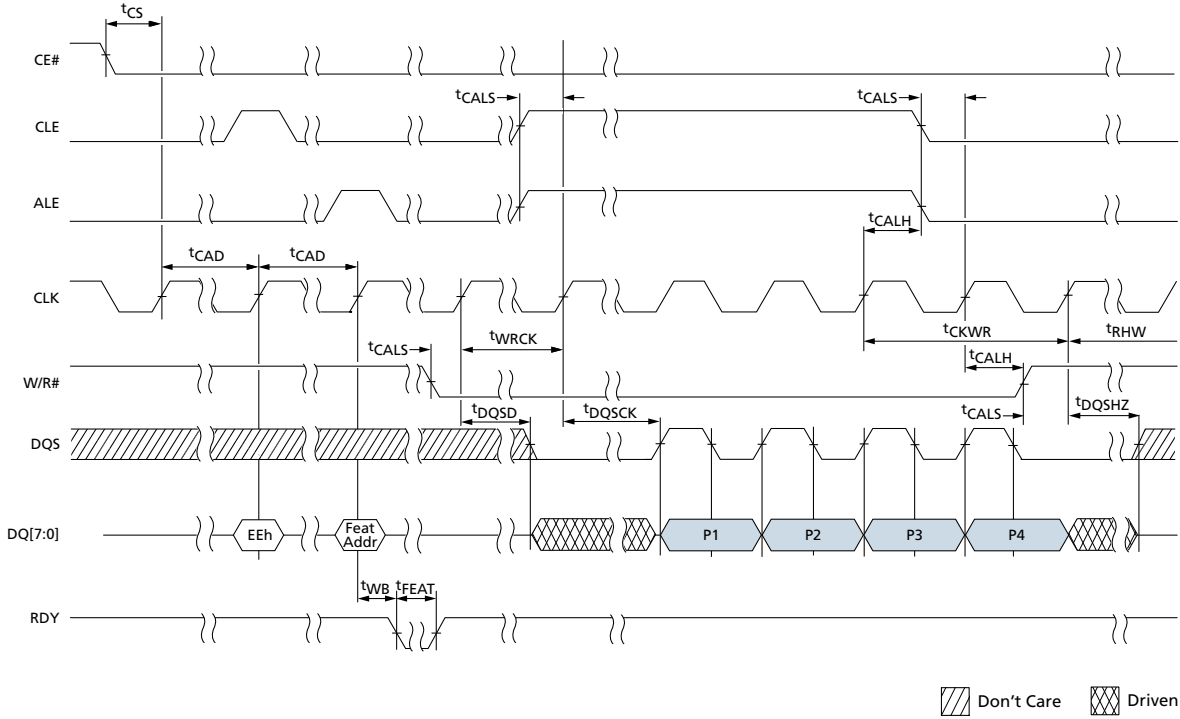 tCS
CE#
tCALS
tCALS
CLE
ALE
tCALH
tCAD
tCAD
CLK
tWRCK
tCKWR
tRHW
tCALS
tCALH
W/R#
tDQSD
tDQSCK
tCALS
tDQSHZ
DQS
DQ[7:0]
EEh
Feat
Addr
P1
P2
P3
P4
tWB
tFEAT
RDY
Don't Care
Driven